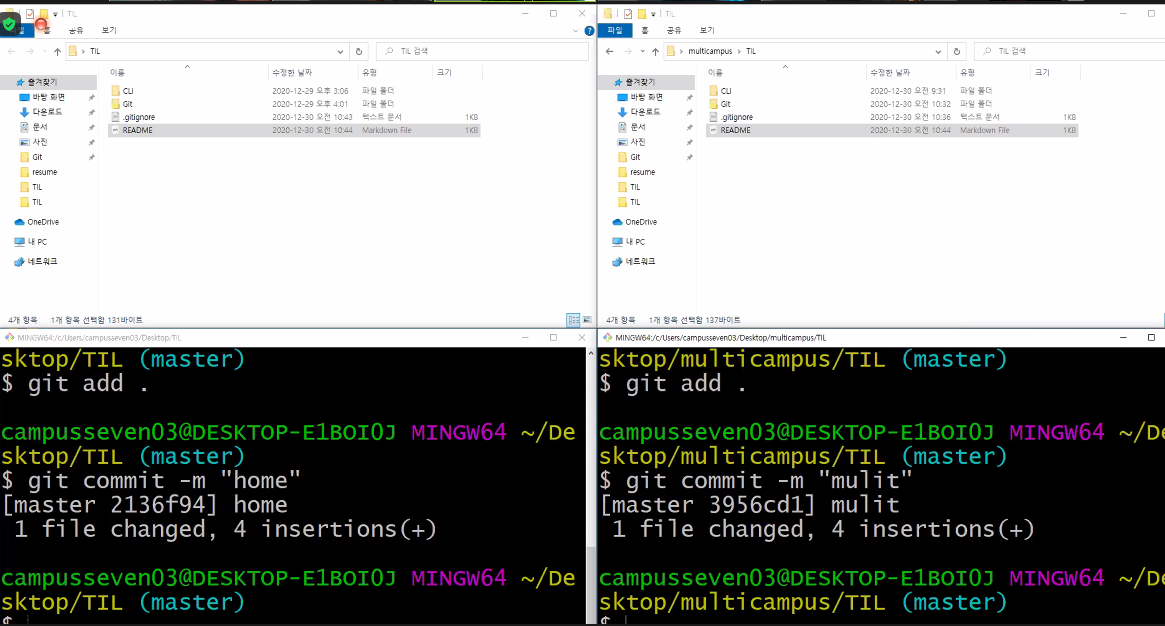 TIL
파일 홈 공유 보기
TIL
TIL 검색
즐겨찾기
바탕 화면
다운로드
문서
사진
Git
resume
TIL
TIL
OneDrive
내 PC
네트워크
이름 수정한 날짜 유형 크기
CLI 2020-12-29 오후 3:06 파일 폴더
Git 2020-12-29 오후 4:01 파일 폴더
.gitignore 2020-12-30 오전 10:43 텍스트 문서 1KB
README 2020-12-30 오전 10:44 Markdown File 1KB
4개 항목 1개 항목 선택함 131바이트
TIL
파일 홈 공유 보기
multicampus > TIL
TIL 검색
즐겨찾기
바탕 화면
다운로드
문서
사진
Git
resume
TIL
TIL
OneDrive
내 PC
네트워크
이름 수정한 날짜 유형 크기
CLI 2020-12-30 오전 9:31 파일 폴더
Git 2020-12-30 오전 10:32 파일 폴더
.gitignore 2020-12-30 오전 10:36 텍스트 문서 1KB
README 2020-12-30 오전 10:44 Markdown File 1KB
4개 항목 1개 항목 선택함 137바이트
MINGW64:/c/Users/campusseven03/Desktop/TIL
sktop/TIL (master)
$ git add .
campusseven03@DESKTOP-E1BOI0J MINGW64 ~/De
sktop/TIL (master)
$ git commit -m "home"
[master 2136f94] home
1 file changed, 4 insertions(+)
campusseven03@DESKTOP-E1BOI0J MINGW64 ~/De
sktop/TIL (master)
$
MINGW64:/c/Users/campusseven03/Desktop/multicampus/TIL
sktop/multicampus/TIL (master)
$ git add .
campusseven03@DESKTOP-E1BOI0J MINGW64 ~/De
sktop/multicampus/TIL (master)
$ git commit -m "mulit"
[master 3956cd1] mulit
1 file changed, 4 insertions(+)
campusseven03@DESKTOP-E1BOI0J MINGW64 ~/De
sktop/multicampus/TIL (master)
$